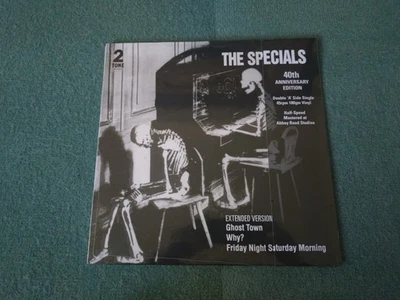 2
TONE
THE SPECIALS
40th
ANNIVERSARY
EDITION
Double 'A' Side Single
45rpm 180gm Vinyl
Half-Speed
Mastered at
Abbey Road Studios
EXTENDED VERSION
Ghost Town
Why?
Friday Night Saturday Morning